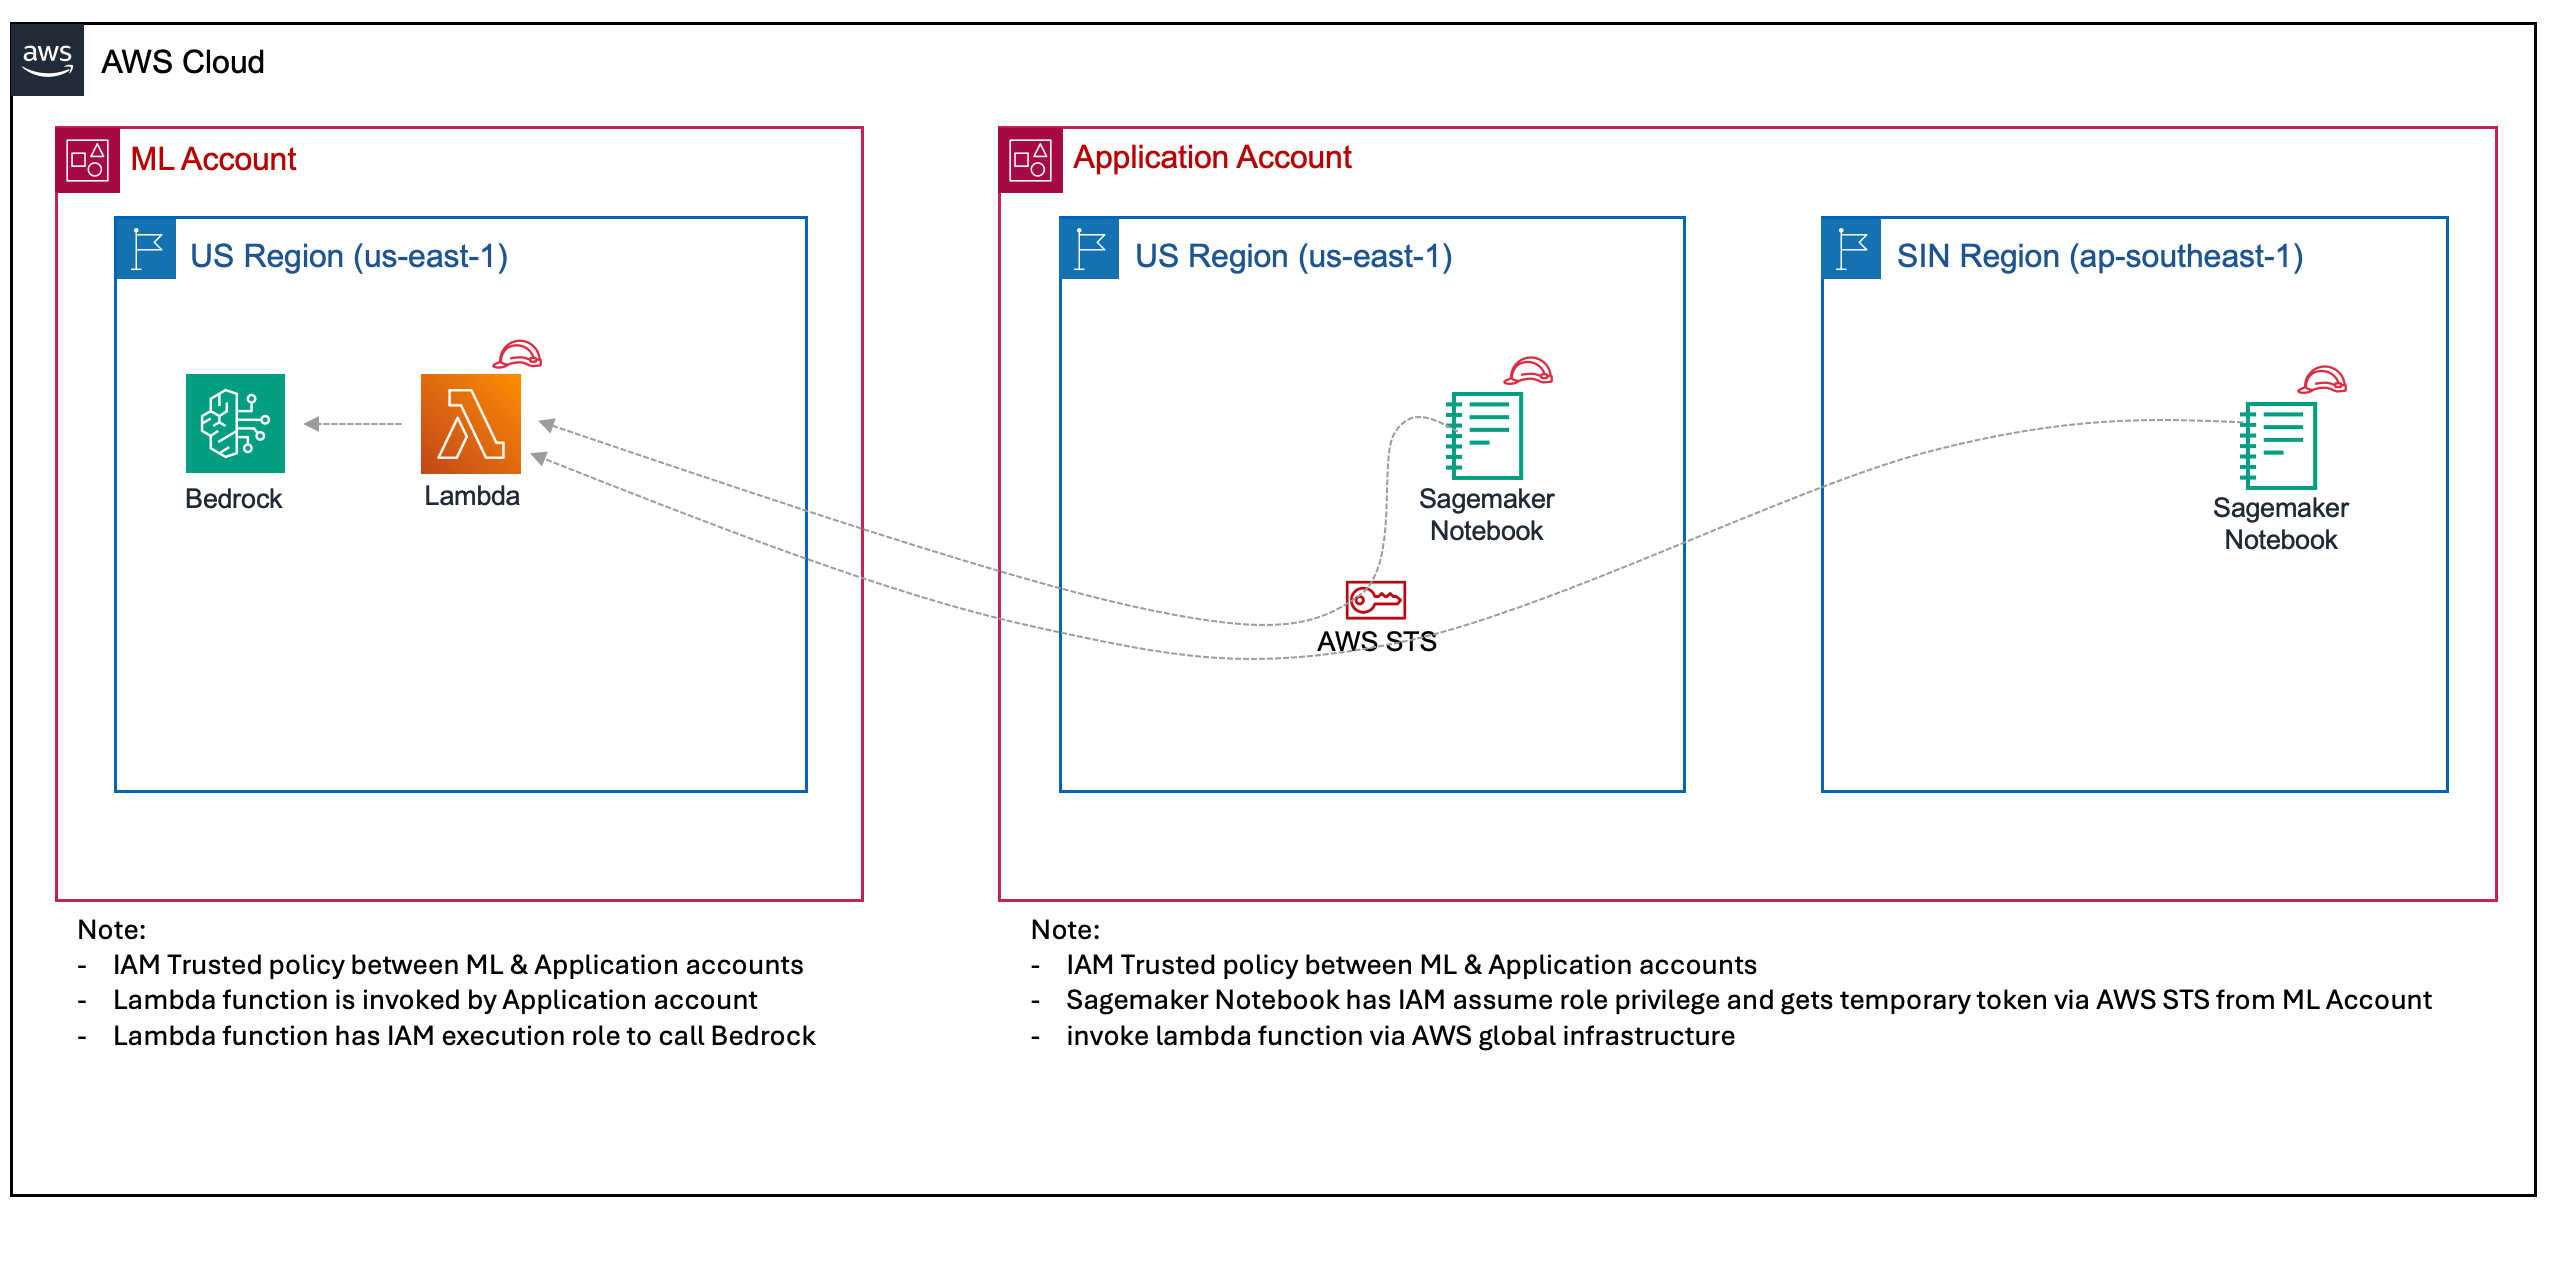 aws
AWS Cloud
ML Account
US Region (us-east-1)
Bedrock
Lambda
Application Account
US Region (us-east-1)
Sagemaker
Notebook
AWS STS
SIN Region (ap-southeast-1)
Sagemaker
Notebook
Note:
- IAM Trusted policy between ML & Application accounts
- Lambda function is invoked by Application account
- Lambda function has IAM execution role to call Bedrock
Note:
- IAM Trusted policy between ML & Application accounts
- Sagemaker Notebook has IAM assume role privilege and gets temporary token via AWS STS from ML Account
- invoke lambda function via AWS global infrastructure